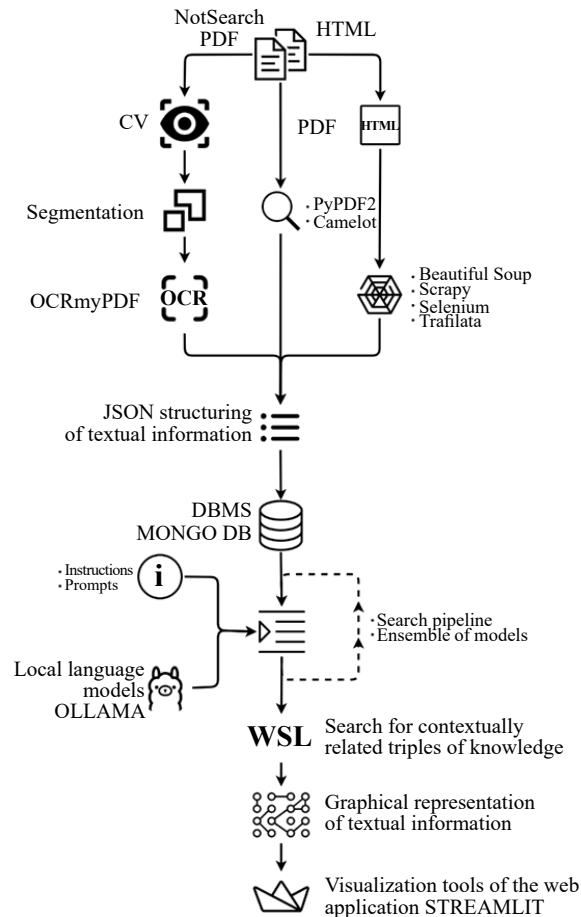 NotSearch
PDF
HTML
CV
PDF
HTML
Segmentation
· PyPDF2
· Camelot
OCRmyPDF
OCR
· Beautiful Soup
· Scrapy
· Selenium
· Trafilata
JSON structuring
of textual information
DBMS
MONGO DB
· Instructions
· Prompts
i
· Search pipeline
· Ensemble of models
Local language
models
OLLAMA
WSL
Search for contextually
related triples of knowledge
Graphical representation
of textual information
Visualization tools of the web
application STREAMLIT